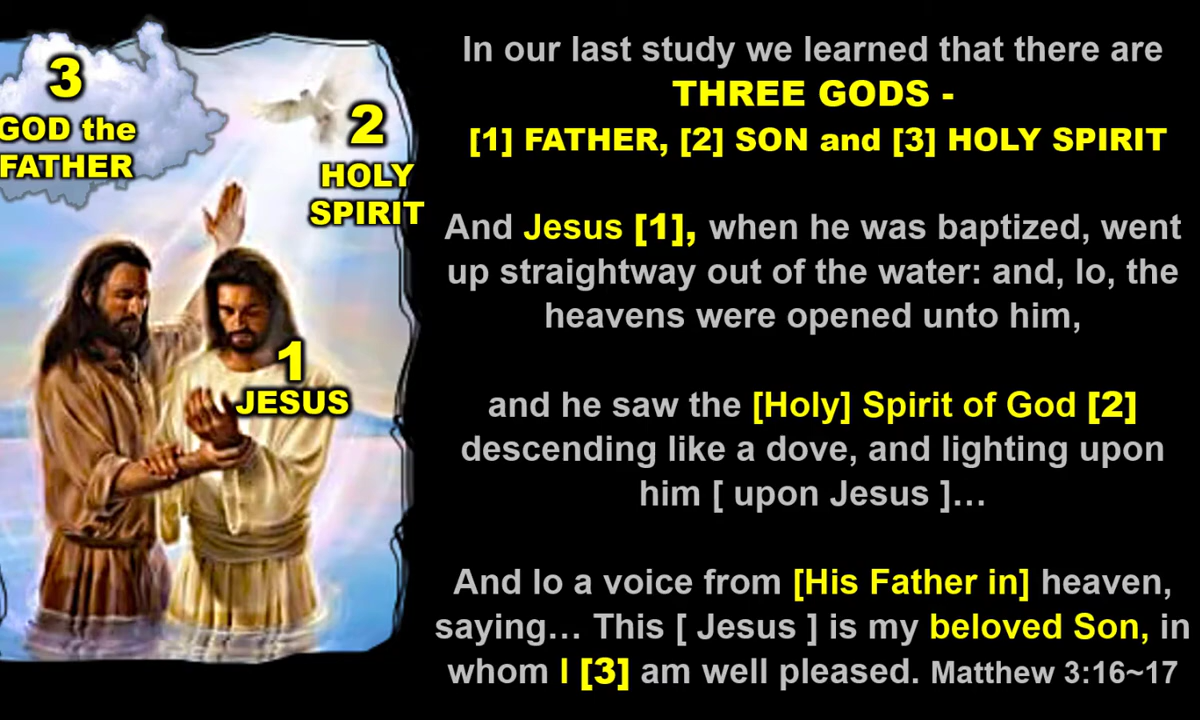 3
GOD the
FATHER
2
HOLY
SPIRIT
1
JESUS
In our last study we learned that there are
THREE GODS -
[1] FATHER, [2] SON and [3] HOLY SPIRIT
And Jesus [1], when he was baptized, went
up straightway out of the water: and, lo, the
heavens were opened unto him,
and he saw the [Holy] Spirit of God [2]
descending like a dove, and lighting upon
him [ upon Jesus ]…
And lo a voice from [His Father in] heaven,
saying… This [ Jesus ] is my beloved Son, in
whom I [3] am well pleased. Matthew 3:16~17